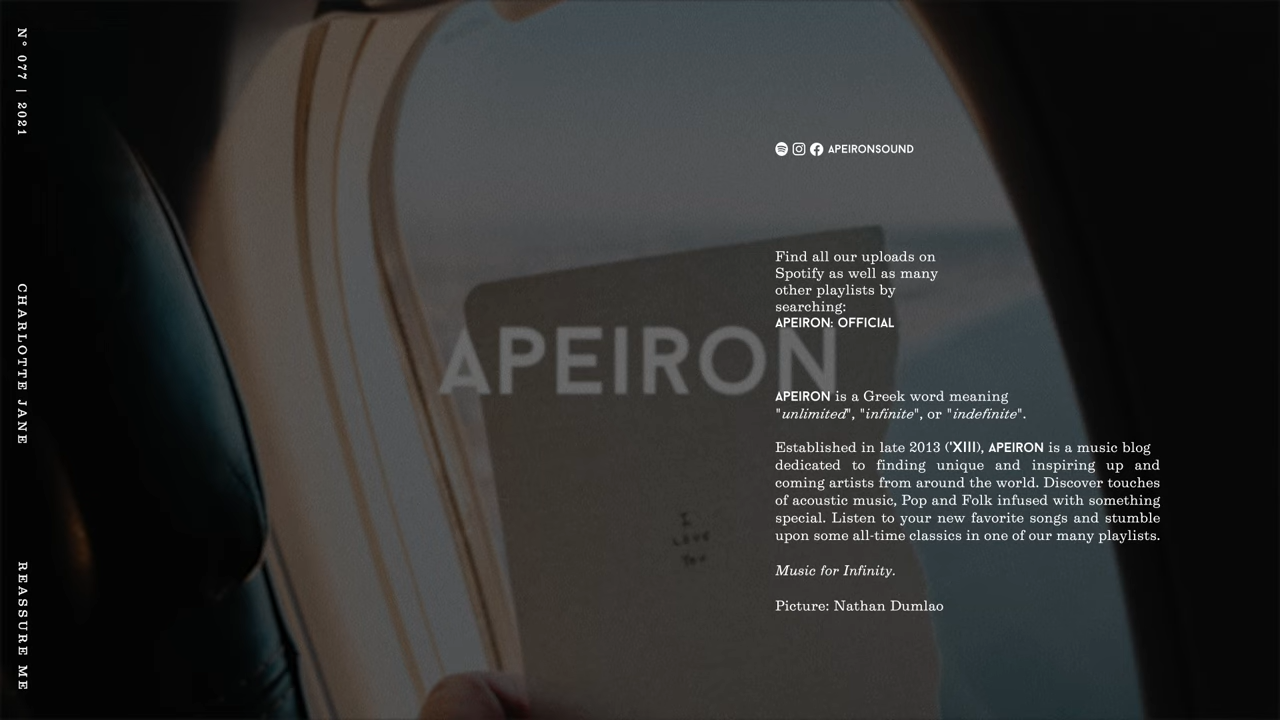 N° 077 | 2021
CHARLOTTE JANE
REASSURE ME
APEIRONSOUND
Find all our uploads on
Spotify as well as many
other playlists by
searching:
APEIRON: OFFICIAL
APEIRON
APEIRON is a Greek word meaning
"unlimited", "infinite", or "indefinite".
Established in late 2013 ('XIII), APEIRON is a music blog
dedicated to finding unique and inspiring up and
coming artists from around the world. Discover touches
of acoustic music, Pop and Folk infused with something
special. Listen to your new favorite songs and stumble
upon some all-time classics in one of our many playlists.
Music for Infinity.
Picture: Nathan Dumlao
I
Love
You